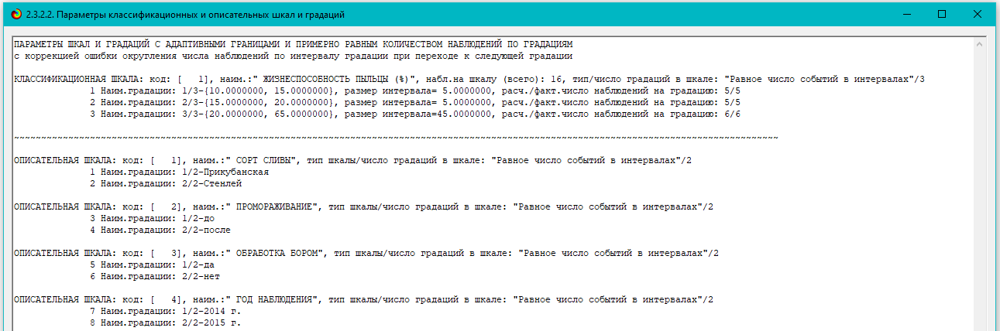 2.3.2.2. Параметры классификационных и описательных шкал и градаций
ПАРАМЕТРЫ ШКАЛ И ГРАДАЦИЙ С АДАПТИВНЫМИ ГРАНИЦАМИ И ПРИМЕРНО РАВНЫМ КОЛИЧЕСТВОМ НАБЛЮДЕНИЙ ПО ГРАДАЦИЯМ
с коррекцией ошибки округления числа наблюдений по интервалу градации при переходе к следующей градации
КЛАССИФИКАЦИОННАЯ ШКАЛА: код: [   1], наим.:" ЖИЗНЕСПОСОБНОСТЬ ПЫЛЬЦЫ (%)", набл.на шкалу (всего): 16, тип/число градаций в шкале: "Равное число событий в интервалах"/3
1 Наим.градации: 1/3-{10.0000000, 15.0000000}, размер интервала= 5.0000000, расч./факт.число наблюдений на градацию: 5/5
2 Наим.градации: 2/3-{15.0000000, 20.0000000}, размер интервала= 5.0000000, расч./факт.число наблюдений на градацию: 5/5
3 Наим.градации: 3/3-{20.0000000, 65.0000000}, размер интервала=45.0000000, расч./факт.число наблюдений на градацию: 6/6
~~~~~~~~~~~~~~~~~~~~~~~~~~~~~~~~~~~~~~~~~~~~~~~~~~~~~~~~~~~~~~~~~~~~~~~~~~~~~~~~~~~~~~~~~~~~~~~~~~~~~~~~~~~~~~~~~~~~~~~~~~~~~~~~~~~~~~~~~~~~~
ОПИСАТЕЛЬНАЯ ШКАЛА: код: [   1], наим.:" СОРТ СЛИВЫ", тип шкалы/число градаций в шкале: "Равное число событий в интервалах"/2
1 Наим.градации: 1/2-Прикубанская
2 Наим.градации: 2/2-Стенлей
ОПИСАТЕЛЬНАЯ ШКАЛА: код: [   2], наим.:" ПРОМОРАЖИВАНИЕ", тип шкалы/число градаций в шкале: "Равное число событий в интервалах"/2
3 Наим.градации: 1/2-до
4 Наим.градации: 2/2-после
ОПИСАТЕЛЬНАЯ ШКАЛА: код: [   3], наим.:" ОБРАБОТКА БОРОМ", тип шкалы/число градаций в шкале: "Равное число событий в интервалах"/2
5 Наим.градации: 1/2-да
6 Наим.градации: 2/2-нет
ОПИСАТЕЛЬНАЯ ШКАЛА: код: [   4], наим.:" ГОД НАБЛЮДЕНИЯ", тип шкалы/число градаций в шкале: "Равное число событий в интервалах"/2
7 Наим.градации: 1/2-2014 г.
8 Наим.градации: 2/2-2015 г.